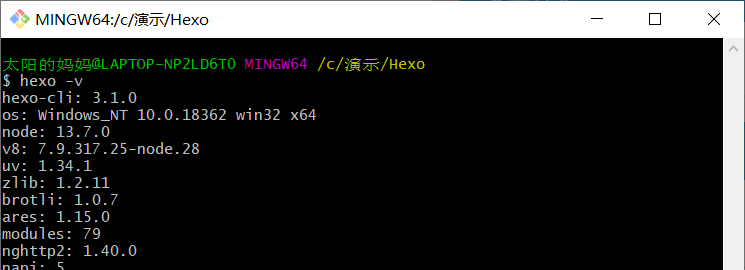 MINGW64:/c/演示/Hexo
太阳的妈妈@LAPTOP-NP2LD6TO MINGW64 /c/演示/Hexo
$ hexo -v
hexo-cli: 3.1.0
os: Windows_NT 10.0.18362 win32 x64
node: 13.7.0
v8: 7.9.317.25-node.28
uv: 1.34.1
zlib: 1.2.11
brotli: 1.0.7
ares: 1.15.0
modules: 79
nghttp2: 1.40.0
napi: 5